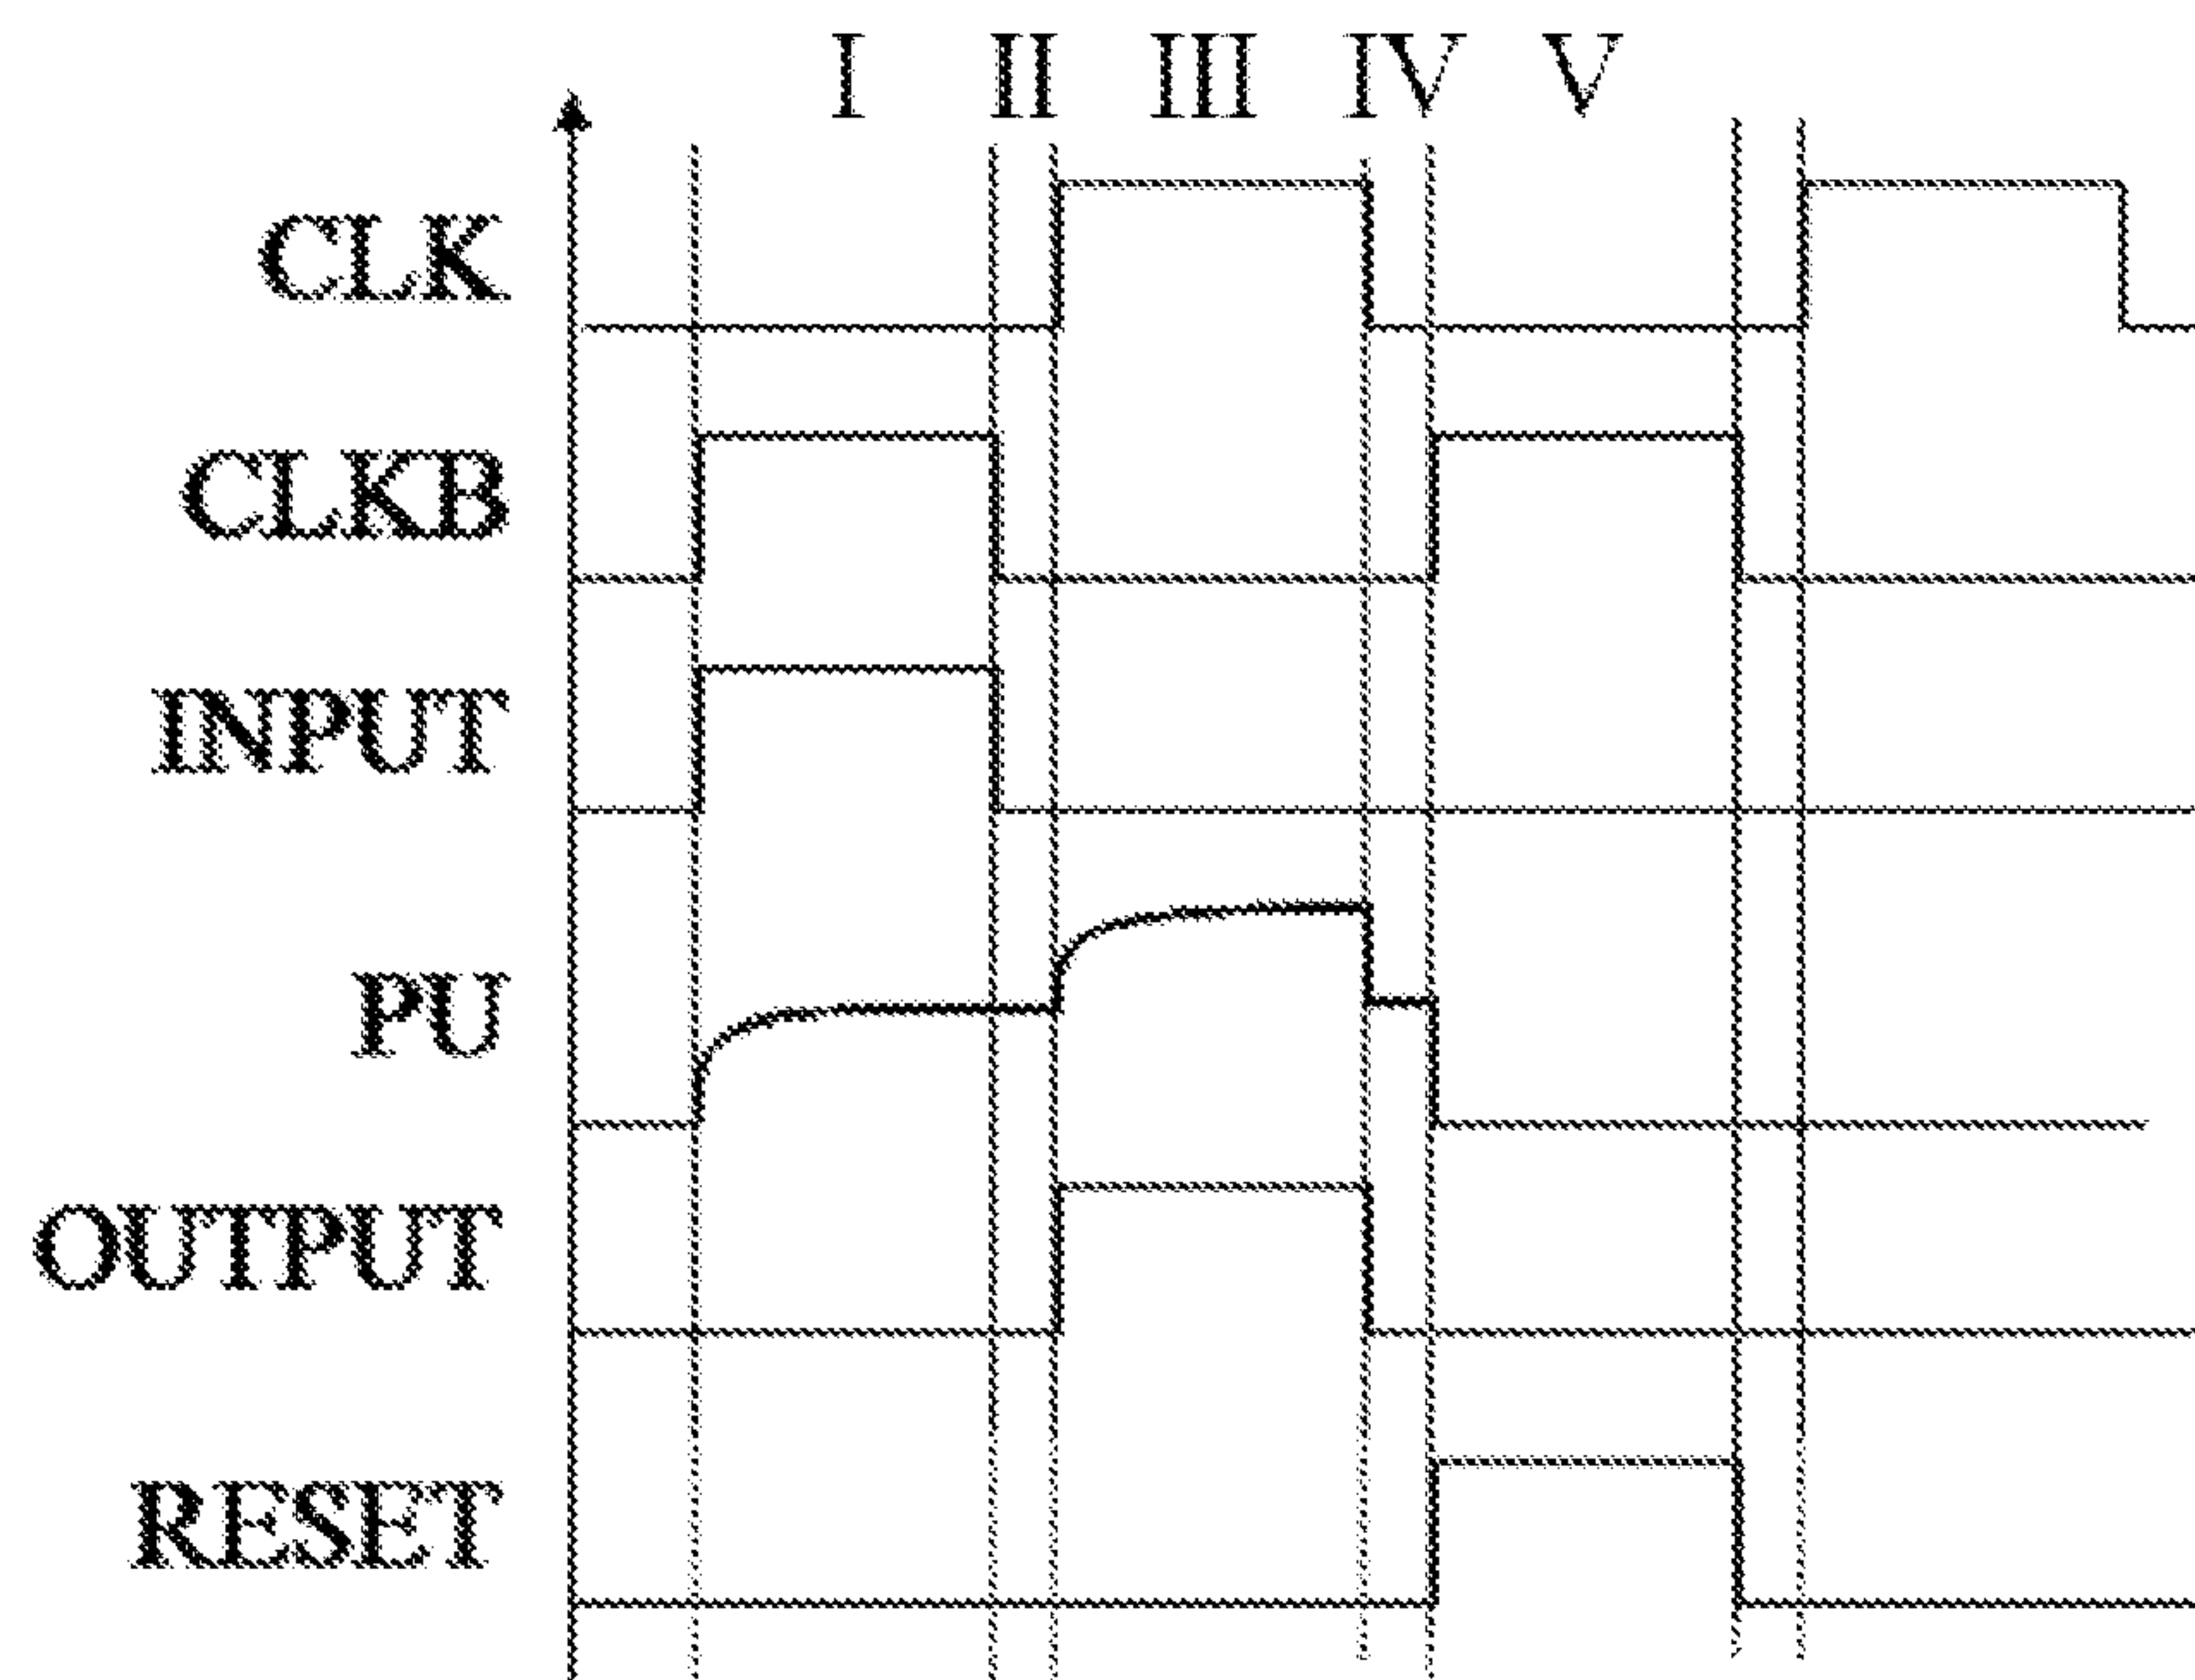 I II III IV V
CLK
CLKB
INPUT
PU
OUTPUT
RESET